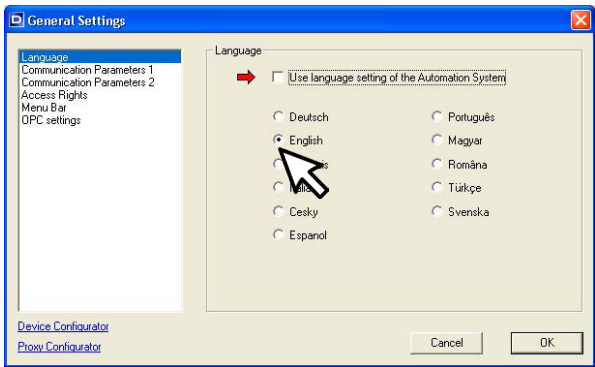 General Settings
Language
Communication Parameters 1
Communication Parameters 2
Access Rights
Menu Bar
OPC settings
Language
Use language setting of the Automation System
Deutsch
Português
English
Magyar
Româna
Türkçe
Cesky
Svenska
Espanol
Device Configurator
Proxy Configurator
Cancel
OK